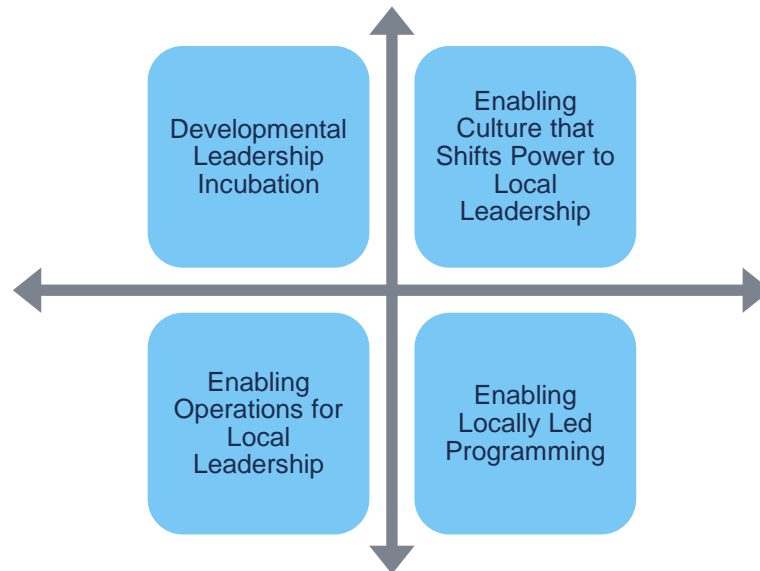 Developmental
Leadership
Incubation
Enabling
Culture that
Shifts Power to
Local
Leadership
Enabling
Operations for
Local
Leadership
Enabling
Locally Led
Programming